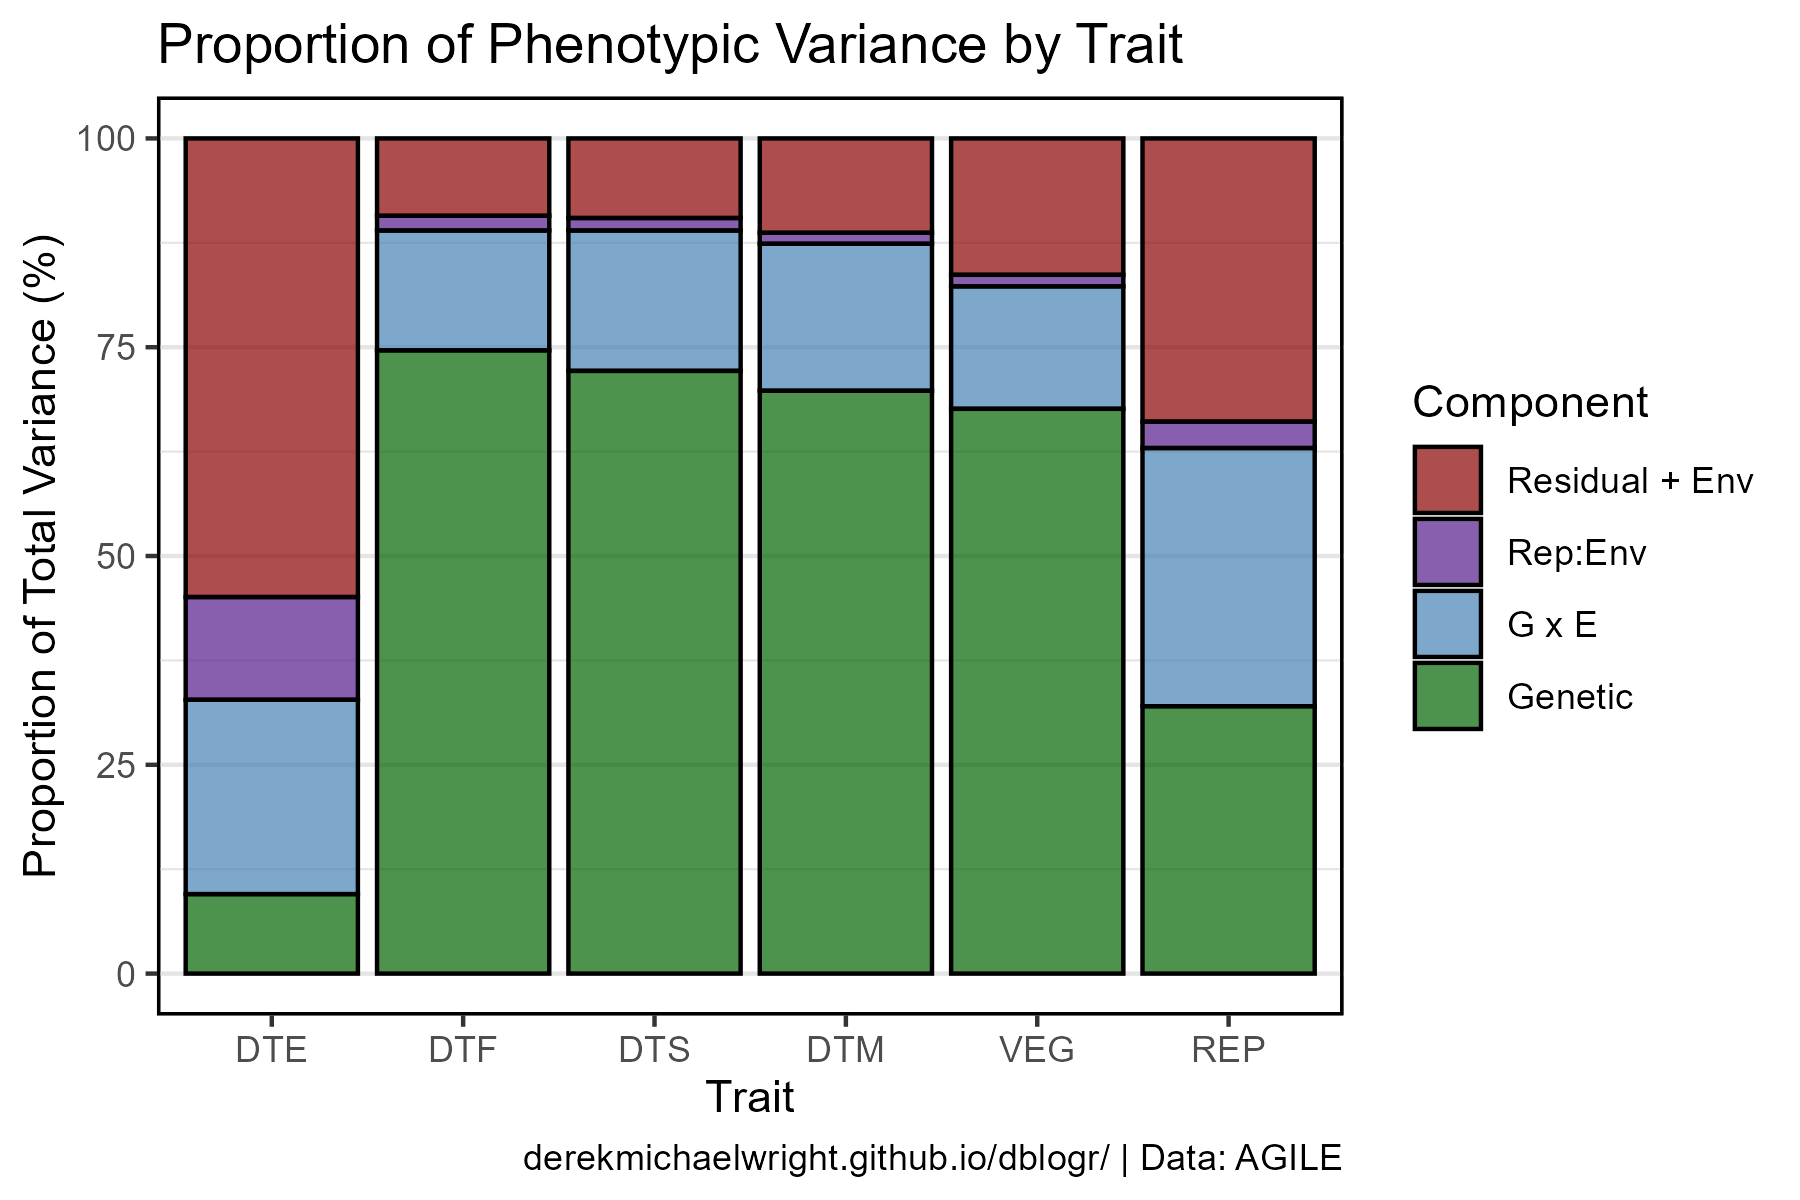 Proportion of Phenotypic Variance by Trait
Proportion of Total Variance (%)
100
75
50
25
0
DTE DTF DTS DTM VEG REP
Trait
Component
Residual + Env
Rep:Env
G x E
Genetic
derekmichaelwright.github.io/dblogr/ | Data: AGILE